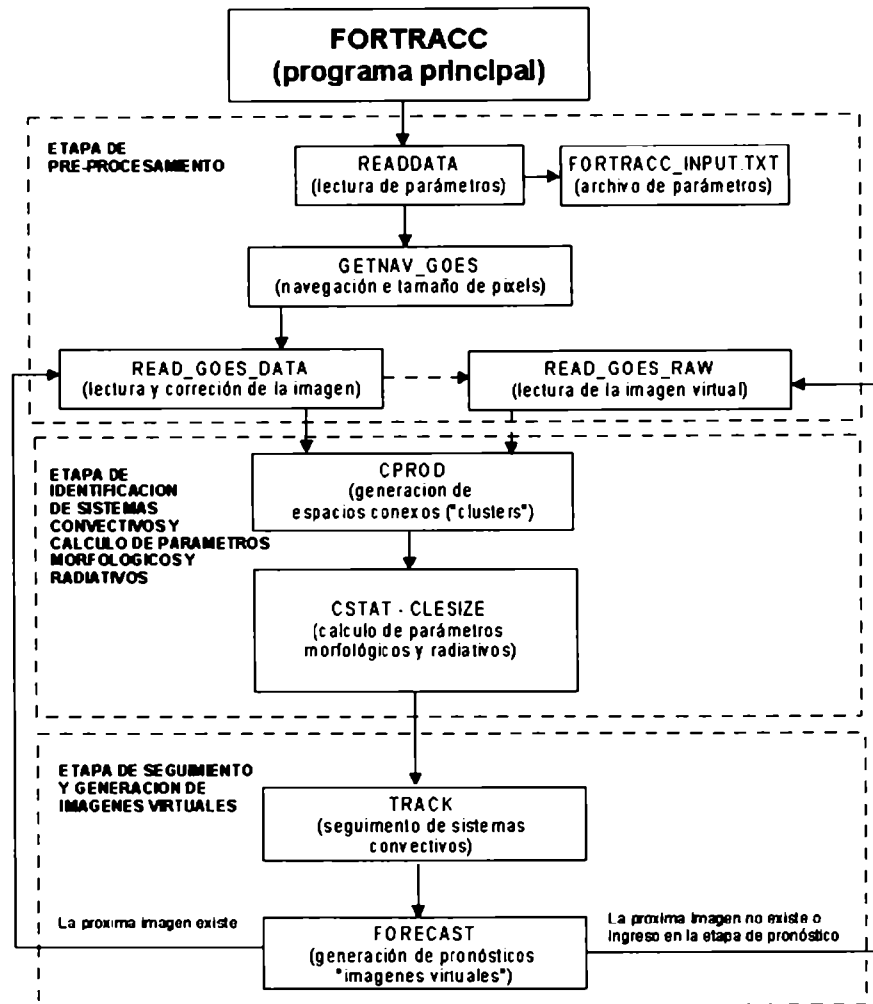 FORTRACC
(programa principal)
ETAPA DE
PRE-PROCESAMIENTO
READDATA
(lectura de parámetros)
FORTRACC_INPUT.TXT
(archivo de parámetros)
GETNAV_GOES
(navegación e tamaño de pixels)
READ_GOES_DATA
(lectura y correción de la imagen)
READ_GOES_RAW
(lectura de la imagen virtual)
ETAPA DE
IDENTIFICACION
DE SISTEMAS
CONVECTIVOS Y
CALCULO DE PARAMETROS
MORFOLOGICOS Y
RADIATIVOS
CPROD
(generacion de
espacios conexos ("clusters")
CSTAT - CLESIZE
(calculo de parámetros
morfológicos y radiativos)
ETAPA DE SEGUIMIENTO
Y GENERACION DE
IMAGENES VIRTUALES
TRACK
(seguimento de sistemas
convectivos)
La proxima imagen existe
FORECAST
(generación de pronósticos
"imagenes virtuales")
La proxima imagen no existe o
ingreso en la etapa de pronóstico